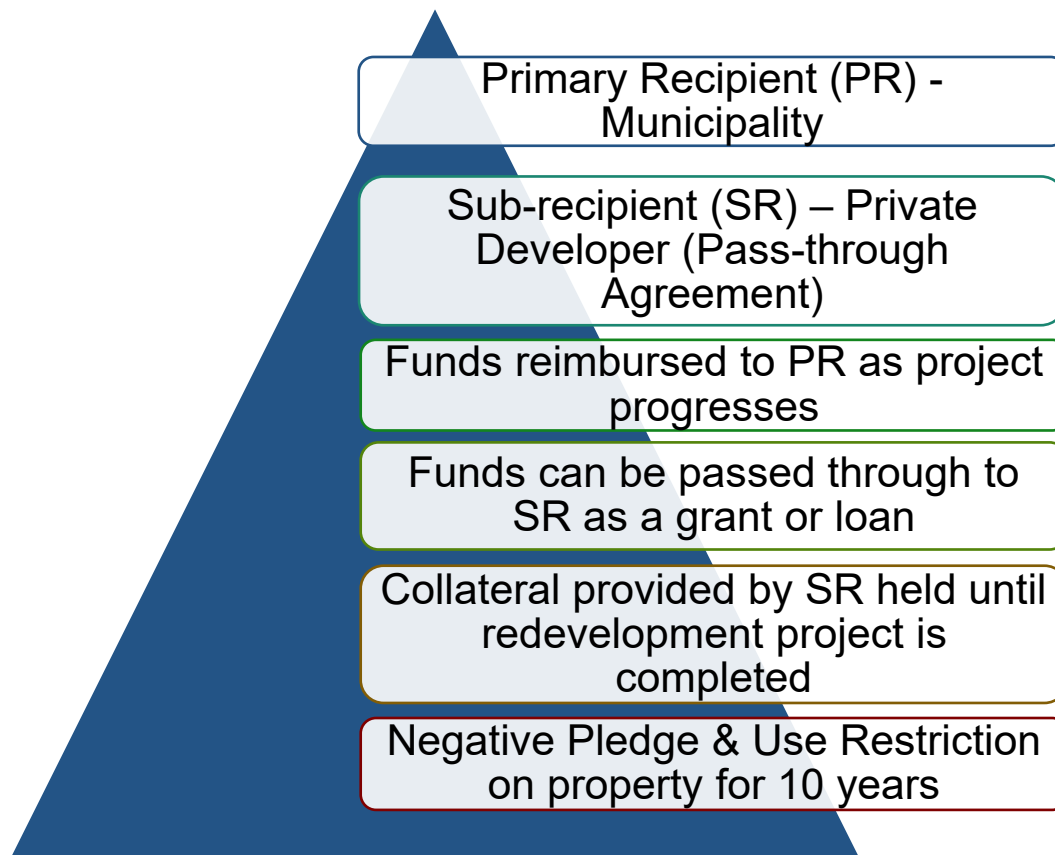 Primary Recipient (PR) -
Municipality
Sub-recipient (SR) – Private
Developer (Pass-through
Agreement)
Funds reimbursed to PR as project
progresses
Funds can be passed through to
SR as a grant or loan
Collateral provided by SR held until
redevelopment project is
completed
Negative Pledge & Use Restriction
on property for 10 years